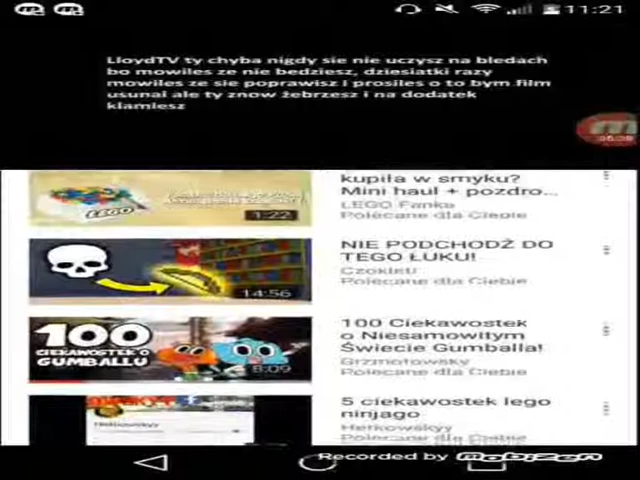 11:21
LloydTV ty chyba nigdy sie nie uczysz na bledach
bo mowiles ze nie bedziesz, dziesiatki razy
mowiles ze sie poprawisz i prosiles o to bym film
usunal ale ty znow żebrzesz i na dodatek
klamiesz
kupiła w smyku?
Mini haul + pozdro...
LEGO Fanka
Polecane dla Ciebie
LEGO
1:22
NIE PODCHODŹ DO
TEGO ŁUKU!
Polecane dla Ciebie
14:56
100 Ciekawostek
o Niesamowitym
Świecie Gumballa!
Grzmotowsky
Polecane dla Ciebie
100
CIEKAWOSTEK O
GUMBALLU
8:09
5 ciekawostek lego
ninjago
Herkowskyy
Polecane dla Ciebie
Recorded by mobizen